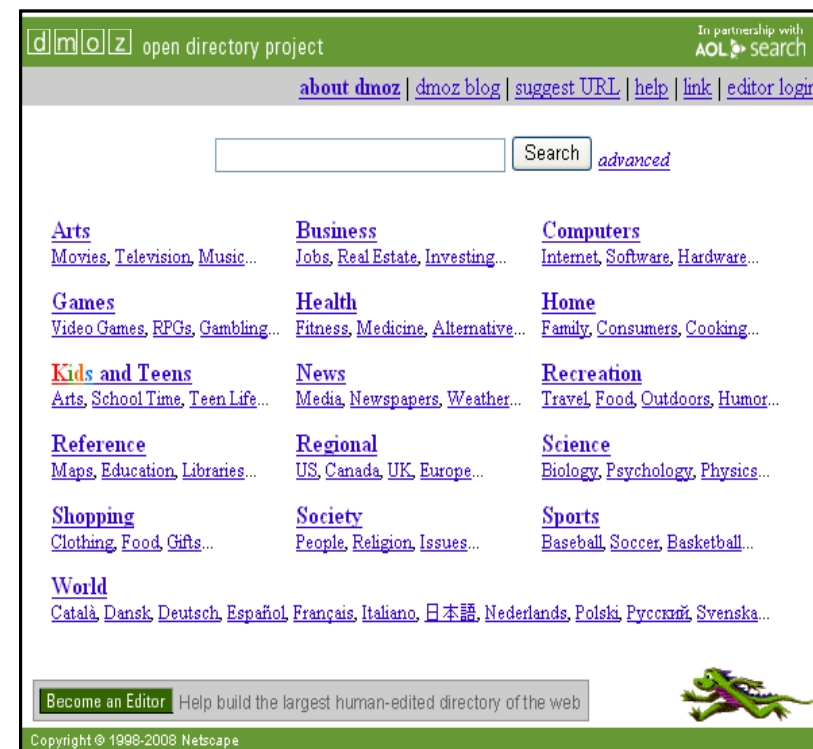 dmoz open directory project
In partnership with
AOL Search
about dmoz | dmoz blog | suggest URL | help | link | editor login
Search advanced
Arts
Movies, Television, Music...
Business
Jobs, Real Estate, Investing...
Computers
Internet, Software, Hardware...
Games
Video Games, RPGs, Gambling...
Health
Fitness, Medicine, Alternative...
Home
Family, Consumers, Cooking...
Kids and Teens
Arts, School Time, Teen Life...
News
Media, Newspapers, Weather...
Recreation
Travel, Food, Outdoors, Humor...
Reference
Maps, Education, Libraries...
Regional
US, Canada, UK, Europe...
Science
Biology, Psychology, Physics...
Shopping
Clothing, Food, Gifts...
Society
People, Religion, Issues...
Sports
Baseball, Soccer, Basketball...
World
Català, Dansk, Deutsch, Español, Français, Italiano, 日本語, Nederlands, Polski, Русский, Svenska...
Become an Editor Help build the largest human-edited directory of the web
Copyright © 1998-2008 Netscape